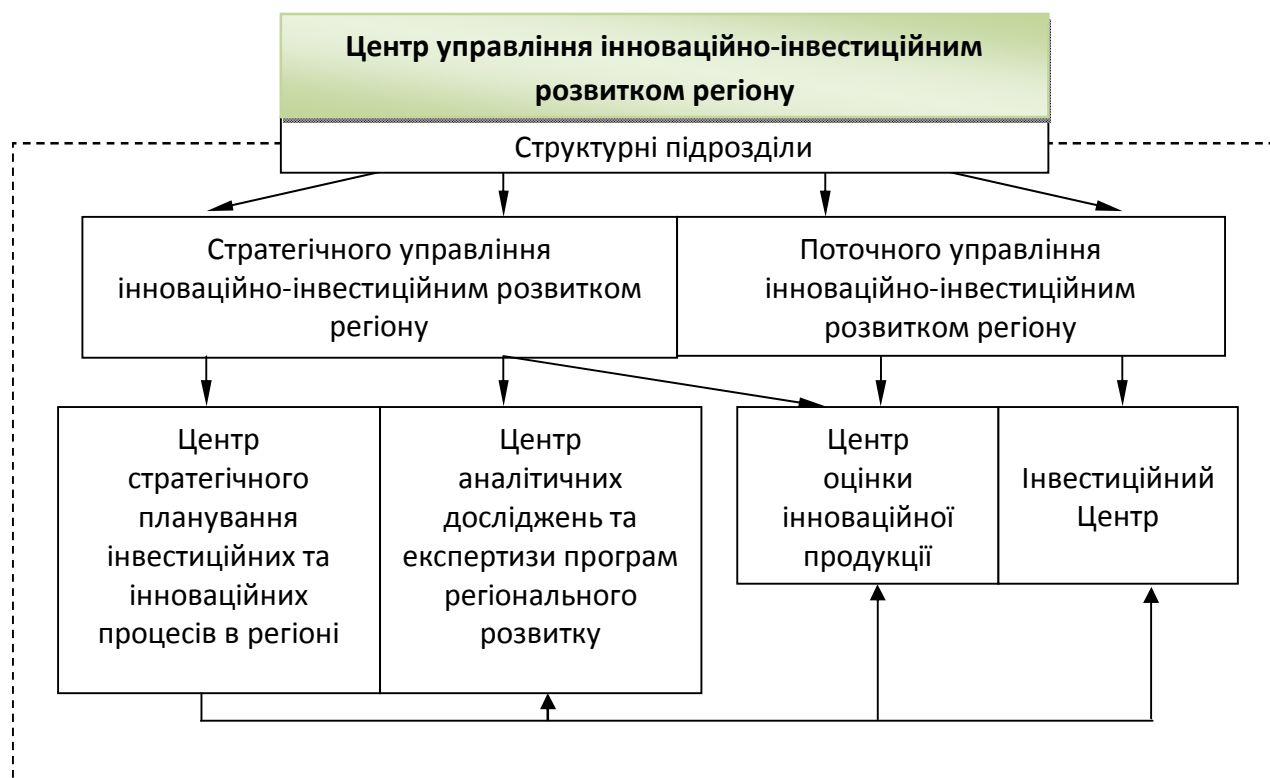 Центр управління інноваційно-інвестиційним
розвитком регіону
Структурні підрозділи
Стратегічного управління
інноваційно-інвестиційним розвитком
регіону
Поточного управління
інноваційно-інвестиційним
розвитком регіону
Центр
стратегічного
планування
інвестиційних та
інноваційних
процесів в регіоні
Центр
аналітичних
досліджень та
експертизи програм
регіонального
розвитку
Центр
оцінки
інноваційної
продукції
Інвестиційний
Центр